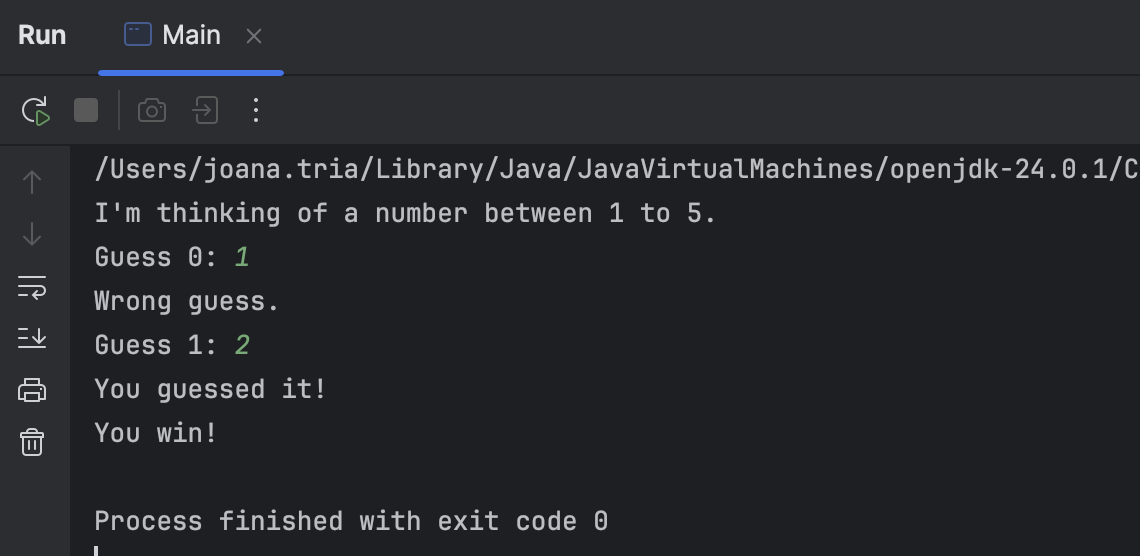 Run Main
/Users/joana.tria/Library/Java/JavaVirtualMachines/openjdk-24.0.1/C
I'm thinking of a number between 1 to 5.
Guess 0: 1
Wrong guess.
Guess 1: 2
You guessed it!
You win!
Process finished with exit code 0